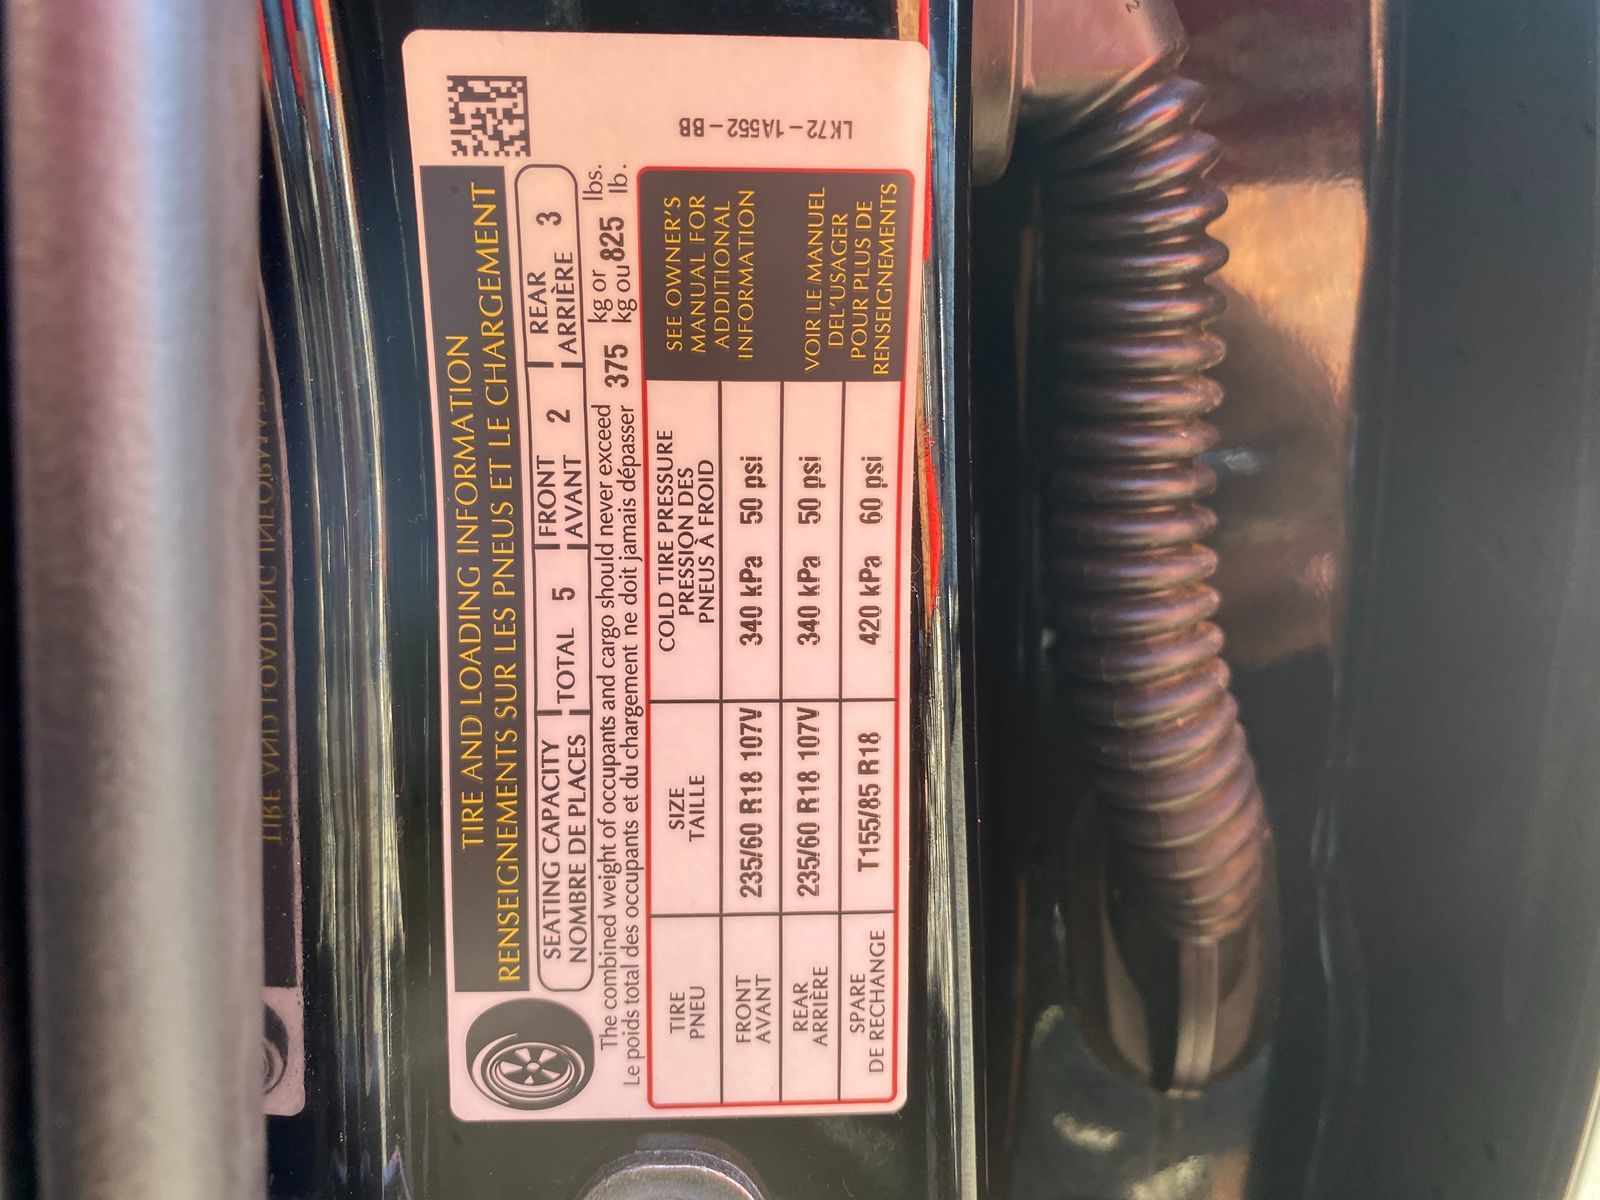 TIRE AND LOADING INFORMATION
RENSEIGNEMENTS SUR LES PNEUS ET LE CHARGEMENT
SEATING CAPACITY
NOMBRE DE PLACES
TOTAL 5
FRONT
AVANT 2
REAR
ARRIÈRE 3
The combined weight of occupants and cargo should never exceed 375 kg or 825 lbs.
Le poids total des occupants et du chargement ne doit jamais dépasser 375 kg ou 825 lb.
TIRE
PNEU
SIZE
TAILLE
COLD TIRE PRESSURE
PRESSION DES
PNEUS À FROID
SEE OWNER'S
MANUAL FOR
ADDITIONAL
INFORMATION
VOIR LE MANUEL
DEL'USAGER
POUR PLUS DE
RENSEIGNEMENTS
FRONT
AVANT
235/60 R18 107V
340 kPa 50 psi
REAR
ARRIÈRE
235/60 R18 107V
340 kPa 50 psi
SPARE
DE RECHANGE
T155/85 R18
420 kPa 60 psi
LK72-1A552-BB